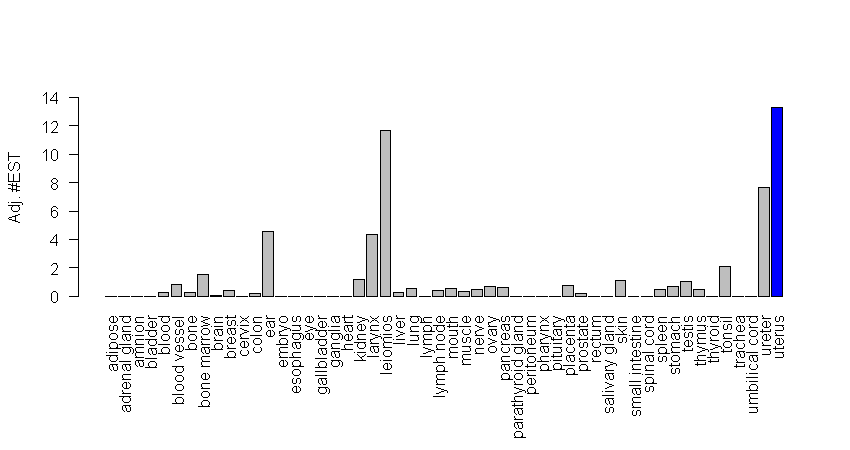 Adj. #EST
14
12
10
8
6
4
2
0
adipose
adrenal gland
amnion
bladder
blood
blood vessel
bone
bone marrow
brain
breast
cervix
colon
ear
embryo
esophagus
eye
gallbladder
ganglia
heart
kidney
larynx
leiomios
liver
lung
lymph
lymph node
mouth
muscle
nerve
ovary
pancreas
parathyroid gland
peritoneum
pharynx
pituitary
placenta
prostate
rectum
salivary gland
skin
small intestine
spinal cord
spleen
stomach
testis
thymus
thyroid
tonsil
trachea
umbilical cord
ureter
uterus